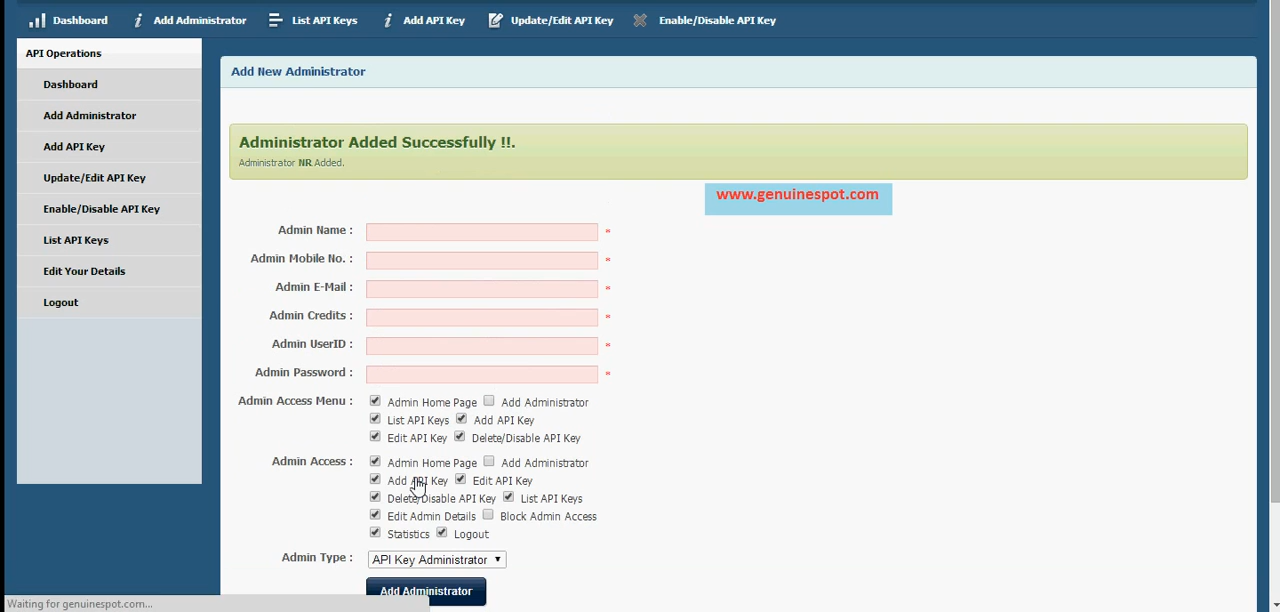 Dashboard Add Administrator List API Keys Add API Key Update/Edit API Key Enable/Disable API Key
API Operations
Dashboard
Add Administrator
Add API Key
Update/Edit API Key
Enable/Disable API Key
List API Keys
Edit Your Details
Logout
Add New Administrator
Administrator Added Successfully !!.
Administrator NR Added.
www.genuinespot.com
Admin Name : *
Admin Mobile No. : *
Admin E-Mail : *
Admin Credits : *
Admin UserID : *
Admin Password : *
Admin Access Menu : Admin Home Page Add Administrator
List API Keys Add API Key
Edit API Key Delete/Disable API Key
Admin Access : Admin Home Page Add Administrator
Add API Key Edit API Key
Delete/Disable API Key List API Keys
Edit Admin Details Block Admin Access
Statistics Logout
Admin Type : API Key Administrator
Add Administrator
Waiting for genuinespot.com...